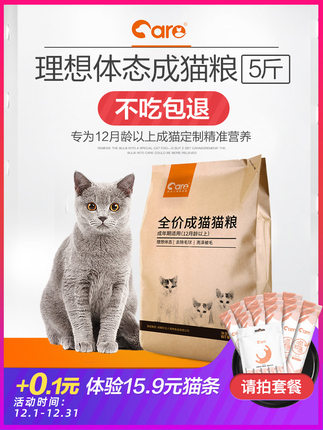 Care
理想体态成猫粮 5斤
不吃包退
专为12月龄以上成猫定制精准营养
Care
全价成猫猫粮
成年期适用(12月龄以上)
理想体态 | 去除毛球 | 亮泽被毛
+0.1元 体验15.9元猫条
活动时间:
12.1-12.31
请拍套餐